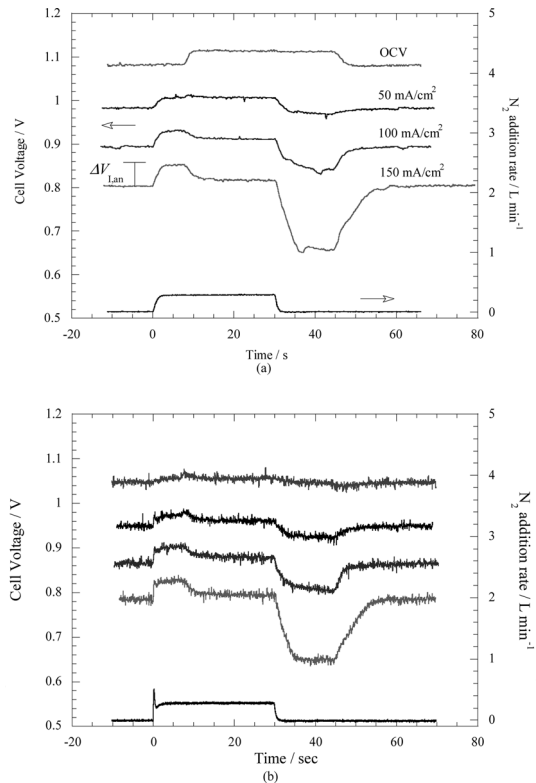 5
1.2
OCV
1.1
4
50 mA/cm²
1
3
100 mA/cm²
0.9
150 mA/cm²
ΔV_I,an
0.8
2
0.7
1
0.6
0
0.5
-20 0 20 40 60 80
Cell Voltage / V
N₂ addition rate / L min⁻¹
Time / s
(a)
1.2 5
1.1
4
1
3
0.9
0.8
2
0.7
1
0.6
0
0.5
-20 0 20 40 60 80
Cell Voltage / V
N₂ addition rate / L min⁻¹
Time / sec
(b)